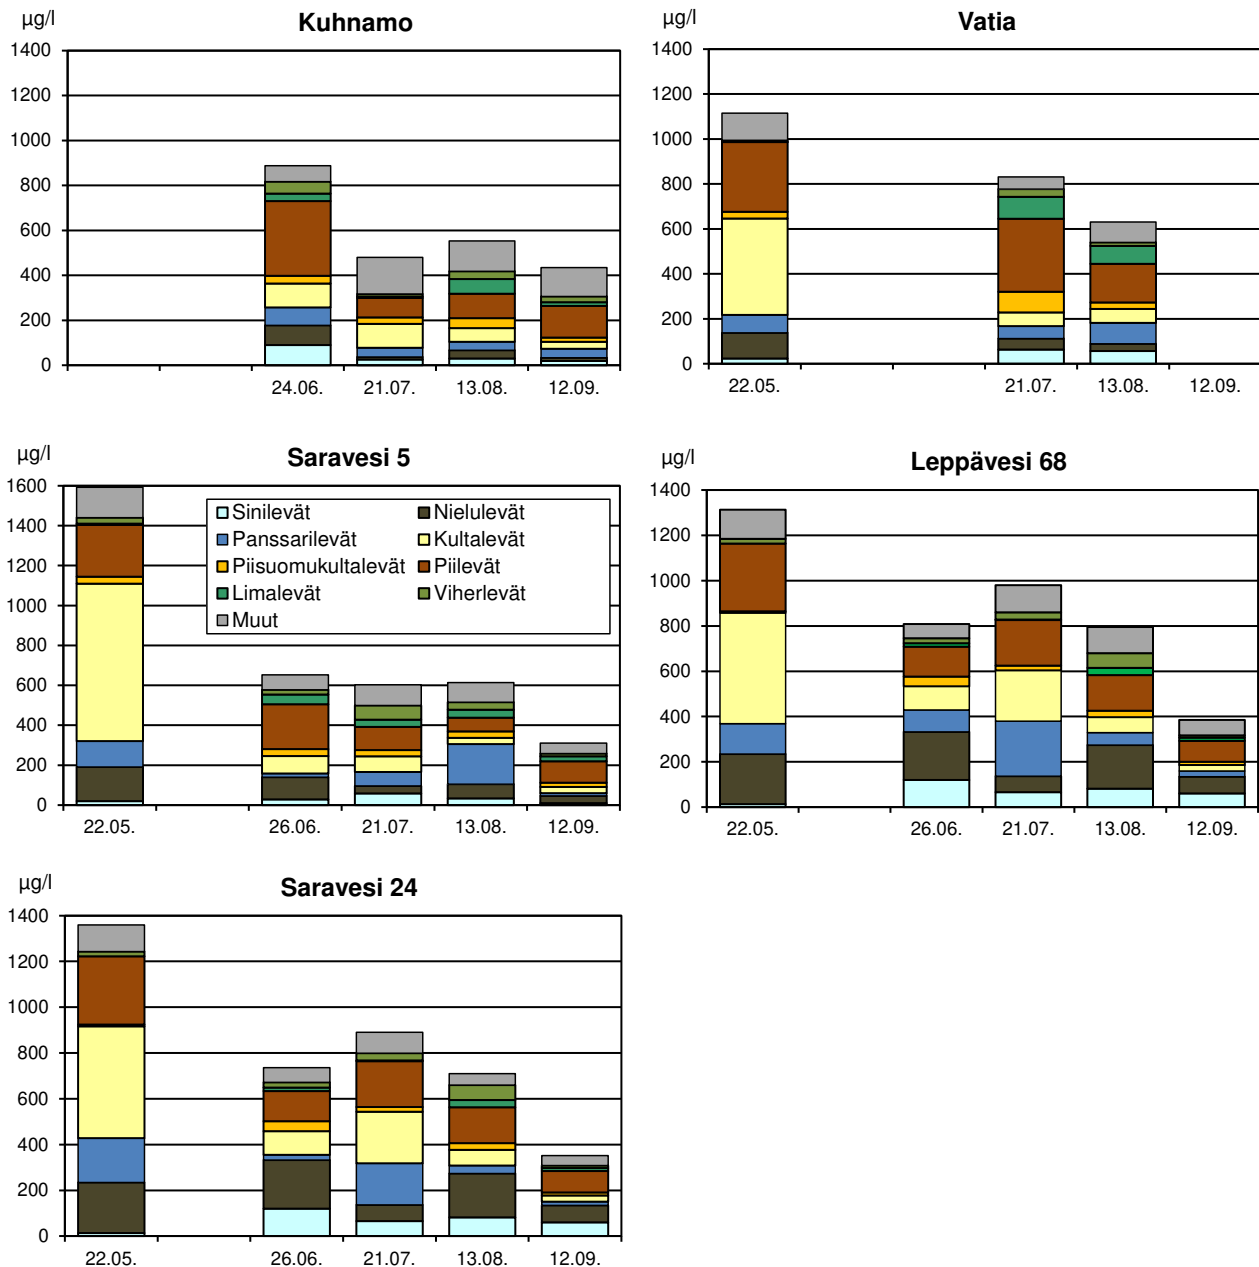 µg/l
Kuhnamo
1400
1200
1000
800
600
400
200
0
24.06. 21.07. 13.08. 12.09.
µg/l
Vatia
1400
1200
1000
800
600
400
200
0
22.05. 21.07. 13.08. 12.09.
µg/l
Saravesi 5
1600
1400
1200
1000
800
600
400
200
0
Sinilevät Nielulevät
Panssarilevät Kultalevät
Piisuomukultalevät Piilevät
Limalevät Viherlevät
Muut
22.05. 26.06. 21.07. 13.08. 12.09.
µg/l
Leppävesi 68
1400
1200
1000
800
600
400
200
0
22.05. 26.06. 21.07. 13.08. 12.09.
µg/l
Saravesi 24
1400
1200
1000
800
600
400
200
0
22.05. 26.06. 21.07. 13.08. 12.09.